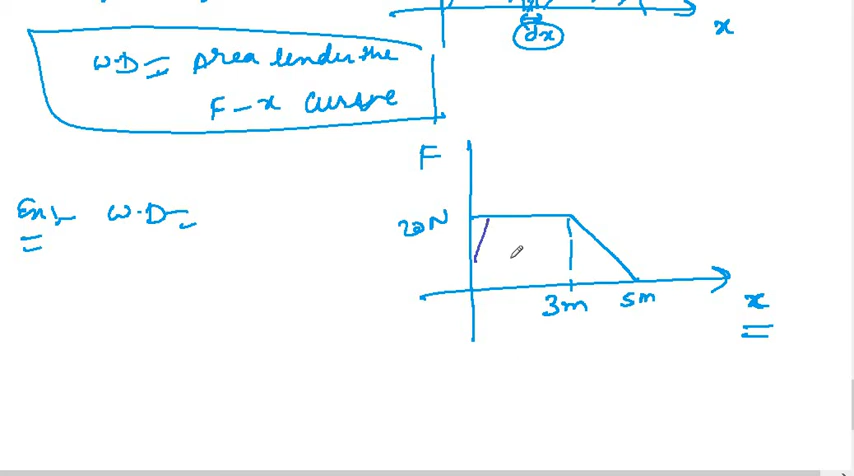 x
dx
W.D = Area under the
F - x curve
F
Ex:- W.D =
20N
3m
5m
x